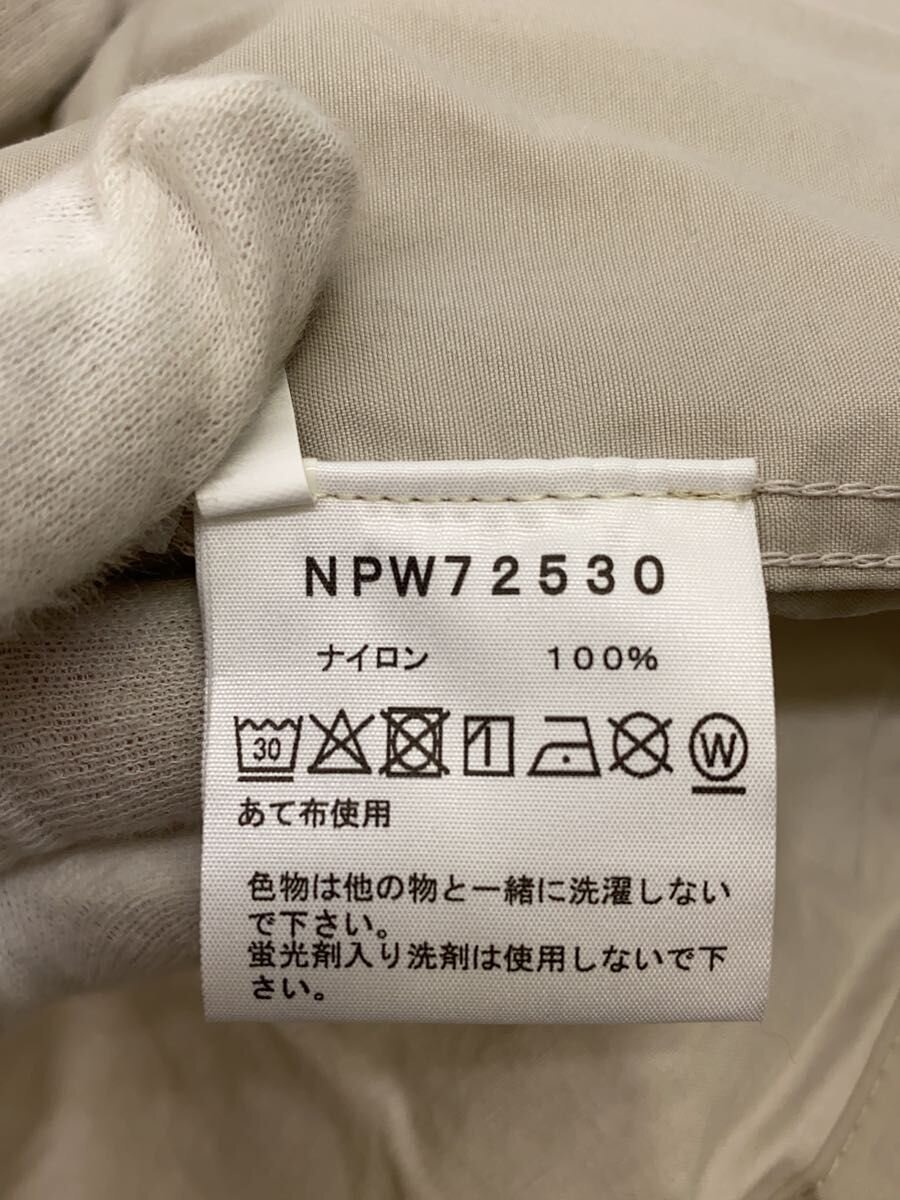 NPW72530
ナイロン 100%
30 W
あて布使用
色物は他の物と一緒に洗濯しない
で下さい。
蛍光剤入り洗剤は使用しないで下
さい。